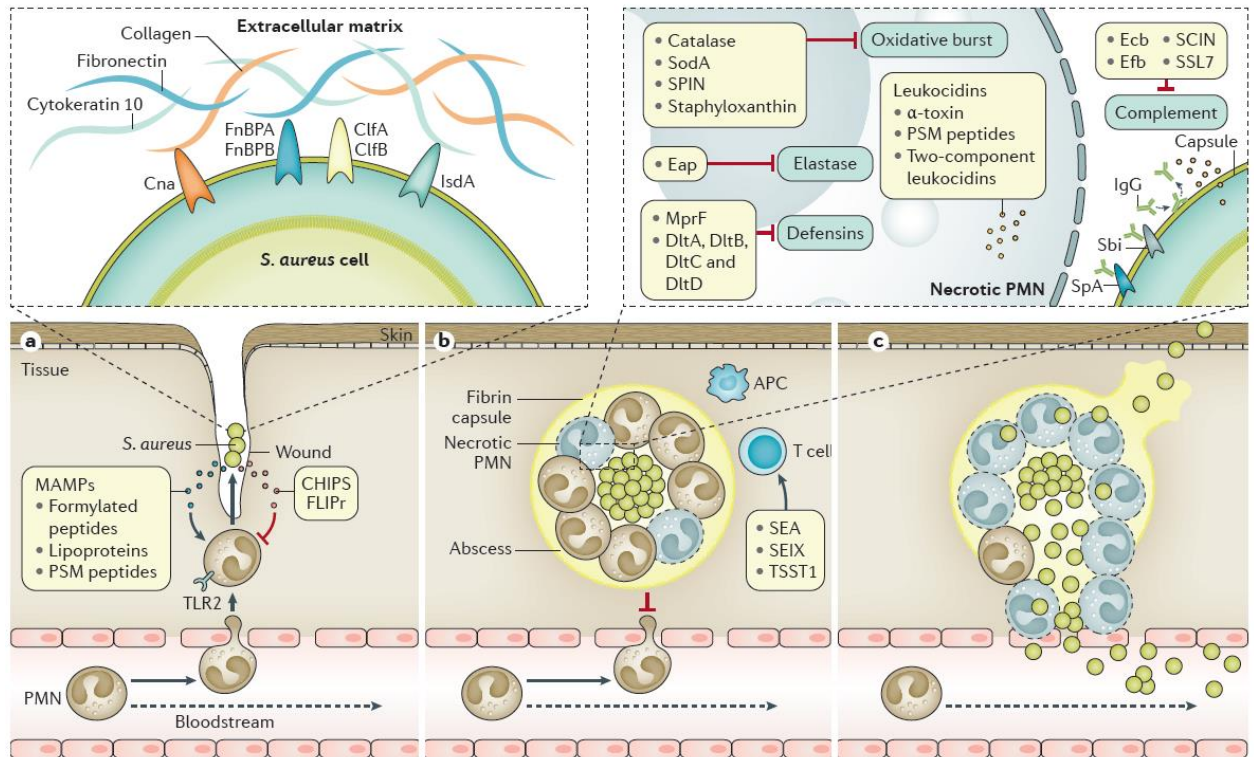 Extracellular matrix
Collagen
Fibronectin
Cytokeratin 10
FnBPA
FnBPB
ClfA
ClfB
Cna
IsdA
S. aureus cell
• Catalase
• SodA
• SPIN
• Staphyloxanthin
Oxidative burst
• Eap
Elastase
• MprF
• DltA, DltB,
DltC and
DltD
Defensins
Leukocidins
• α-toxin
• PSM peptides
• Two-component
leukocidins
Necrotic PMN
• Ecb • SCIN
• Efb • SSL7
Complement
Capsule
IgG
Sbi
SpA
a
Skin
Tissue
S. aureus
Wound
MAMPs
• Formylated
peptides
• Lipoproteins
• PSM peptides
CHIPS
FLIPr
TLR2
PMN
Bloodstream
b
Fibrin
capsule
Necrotic
PMN
Abscess
APC
T cell
• SEA
• SEIX
• TSST1
c